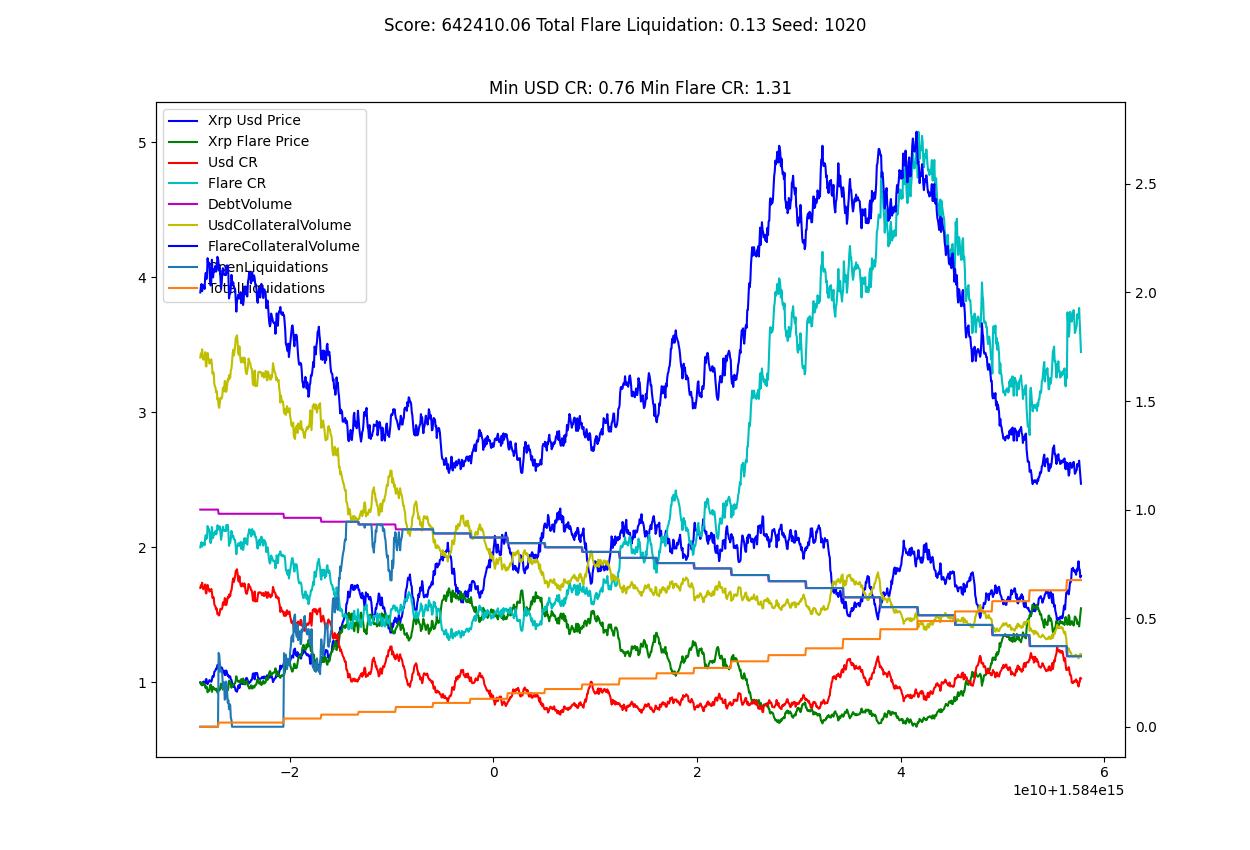 Score: 642410.06 Total Flare Liquidation: 0.13 Seed: 1020
Min USD CR: 0.76 Min Flare CR: 1.31
Xrp Usd Price
Xrp Flare Price
Usd CR
Flare CR
DebtVolume
UsdCollateralVolume
FlareCollateralVolume
OpenLiquidations
TotalLiquidations
5
4
3
2
1
2.5
2.0
1.5
1.0
0.5
0.0
−2
0
2
4
6
1e10+1.584e15